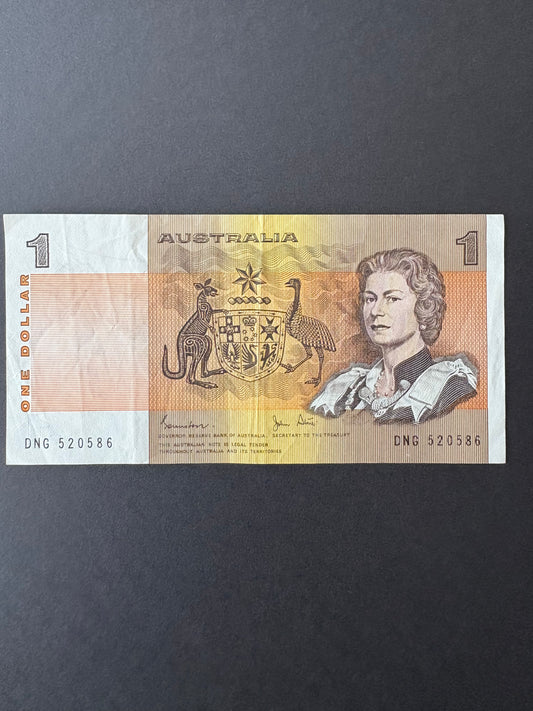 1
AUSTRALIA
1
ONE DOLLAR
GOVERNOR, RESERVE BANK OF AUSTRALIA. SECRETARY TO THE TREASURY
DNG 520586
DNG 520586
THIS AUSTRALIAN NOTE IS LEGAL TENDER
THROUGHOUT AUSTRALIA AND ITS TERRITORIES